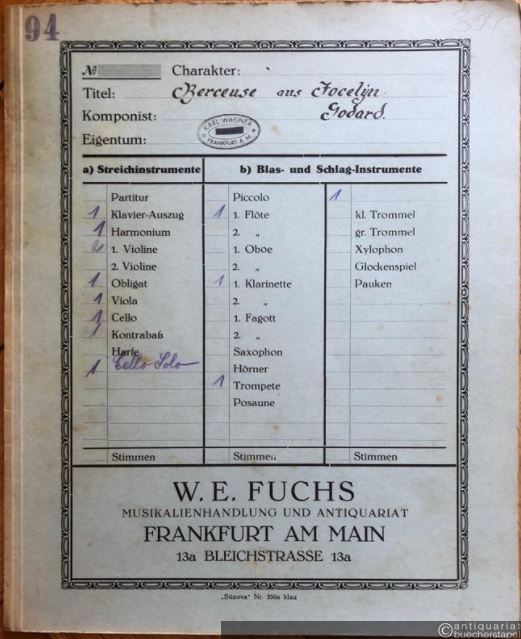 94
№ Charakter:
Titel: Berceuse aus Jocelyn
Komponist: Godard.
Eigentum: KARL WAGNER FRANKFURT A. M.
a) Streichinstrumente b) Blas- und Schlag-Instrumente
Partitur Piccolo 1
1 Klavier-Auszug 1 1. Flöte kl. Trommel
1 Harmonium 2. „ gr. Trommel
2 1. Violine 1. Oboe Xylophon
2. Violine 2. „ Glockenspiel
1 Obligat 1 1. Klarinette Pauken
1 Viola 2. „
1 Cello 1. Fagott
1 Kontrabaß 2. „
Harfe Saxophon
1 Cello Solo Hörner
1 Trompete
Posaune
Stimmen Stimmen Stimmen
W. E. FUCHS
MUSIKALIENHANDLUNG UND ANTIQUARIAT
FRANKFURT AM MAIN
13a BLEICHSTRASSE 13a
„Sünova" Nr. 350a blau
antiquariat
buecherstapel